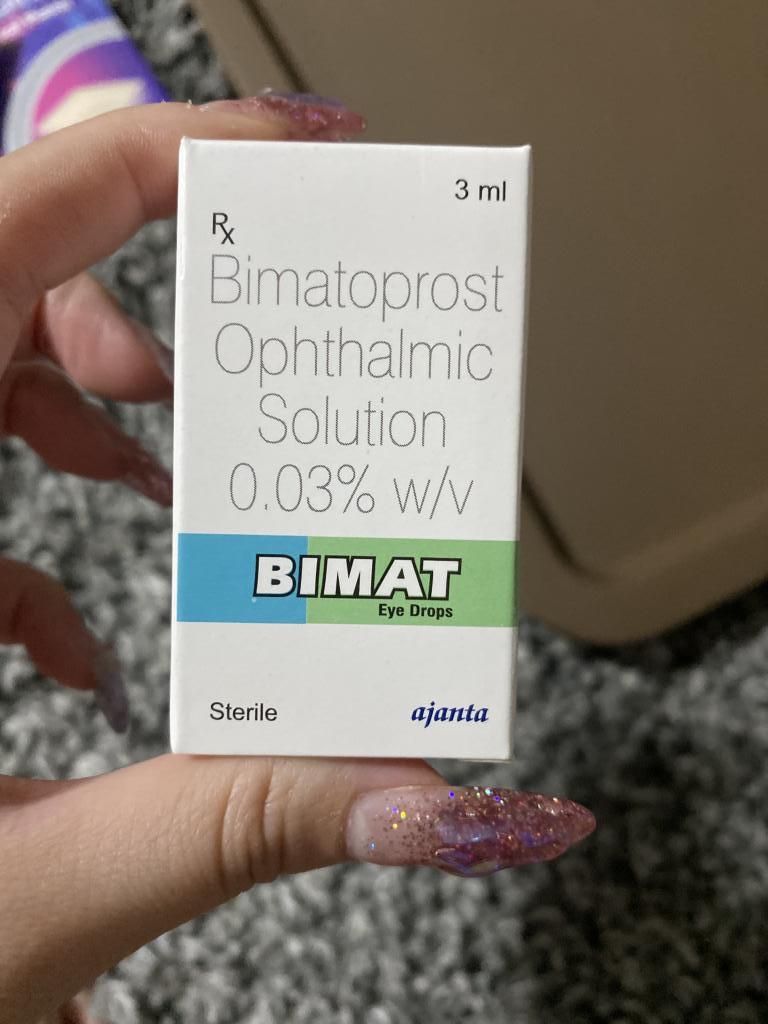 3 ml
Rx
Bimatoprost
Ophthalmic
Solution
0.03% w/v
BIMAT
Eye Drops
Sterile
ajanta